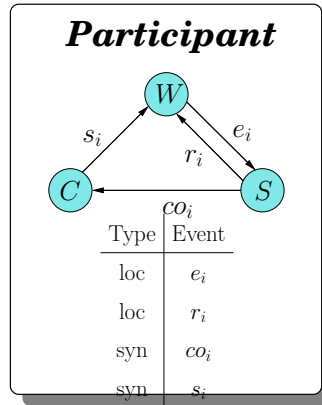 Participant
W
s_i
e_i
r_i
C
S
co_i
Type Event
loc e_i
loc r_i
syn co_i
syn s_i